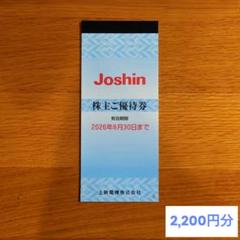 Joshin
株主ご優待券
有効期限
2026年6月30日まで
上新電機株式会社
2,200円分